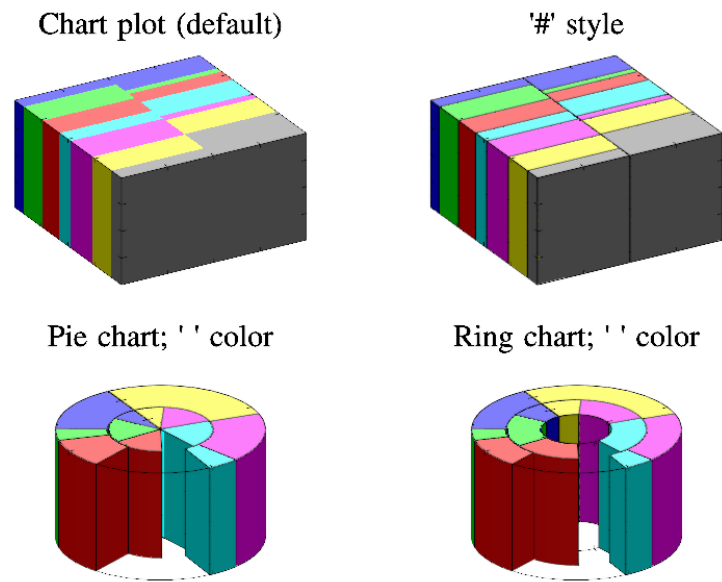 Chart plot (default)
'#' style
Pie chart; ' ' color
Ring chart; ' ' color